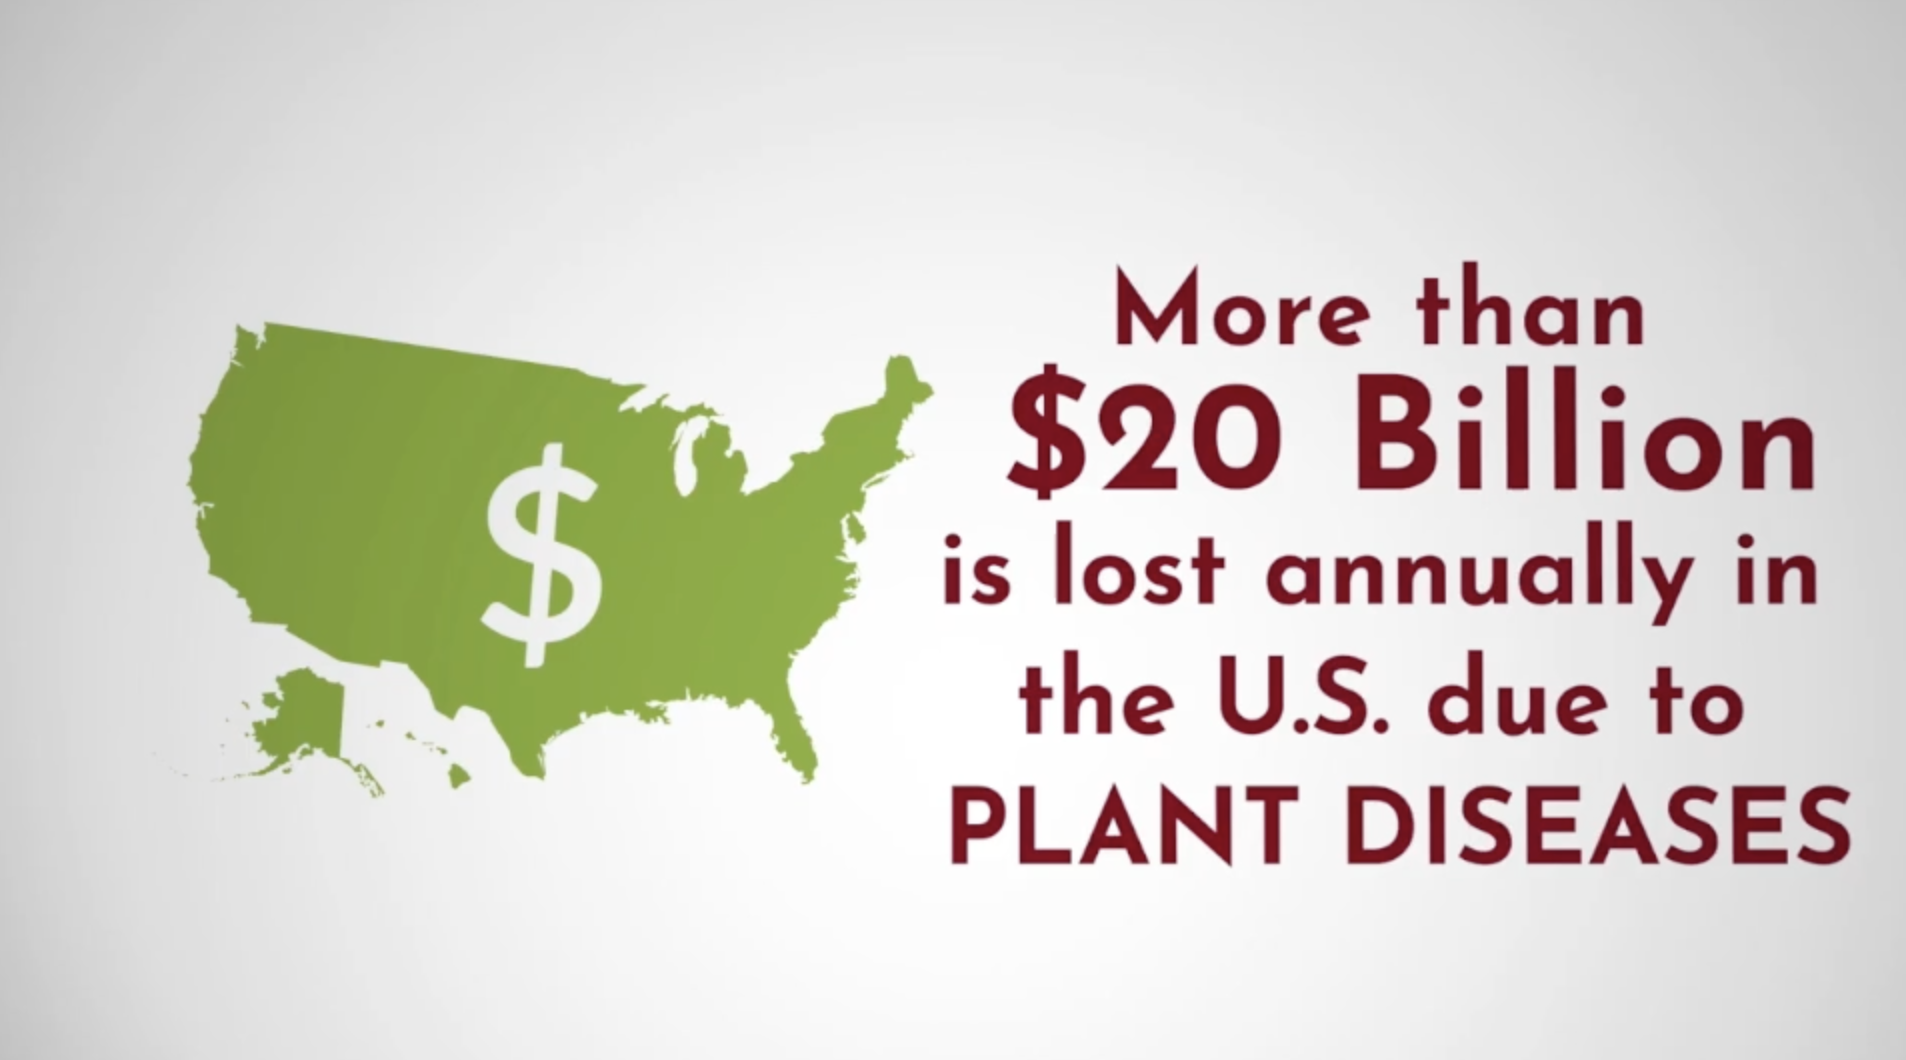 $
More than
$20 Billion
is lost annually in
the U.S. due to
PLANT DISEASES